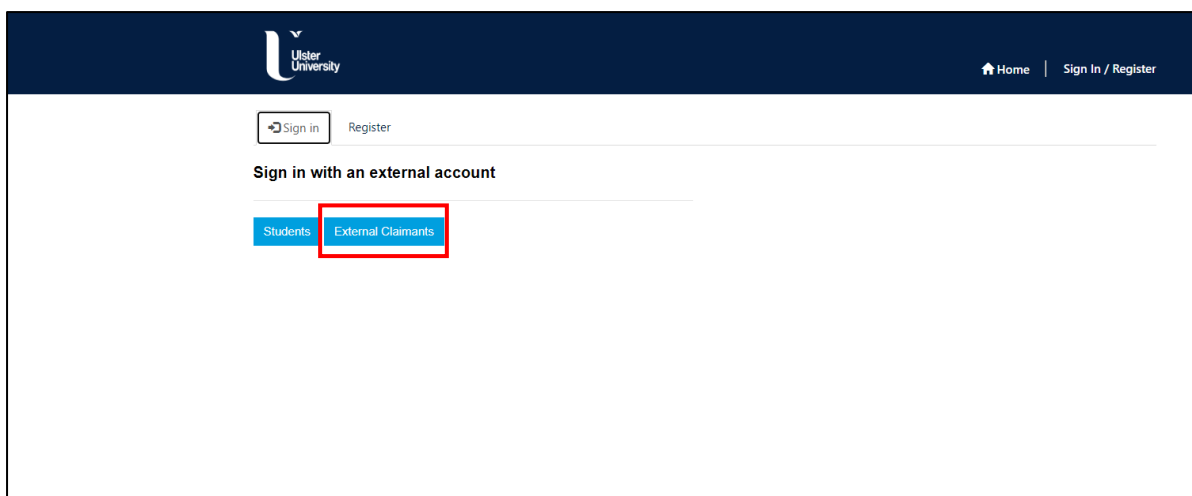 Ulster
University
Home | Sign In / Register
Sign in Register
Sign in with an external account
Students External Claimants